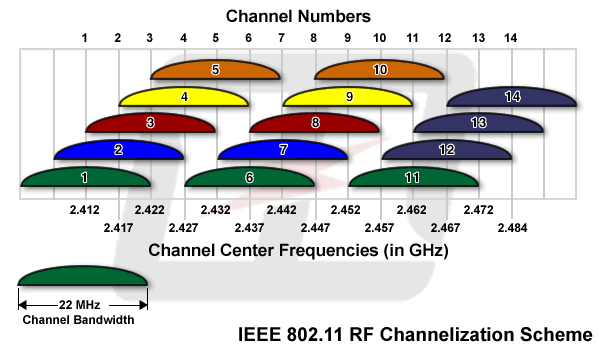 Channel Numbers
1 2 3 4 5 6 7 8 9 10 11 12 13 14
5 10
4 9 14
3 8 13
2 7 12
1 6 11
2.412 2.422 2.432 2.442 2.452 2.462 2.472
2.417 2.427 2.437 2.447 2.457 2.467 2.484
Channel Center Frequencies (in GHz)
22 MHz
Channel Bandwidth
IEEE 802.11 RF Channelization Scheme